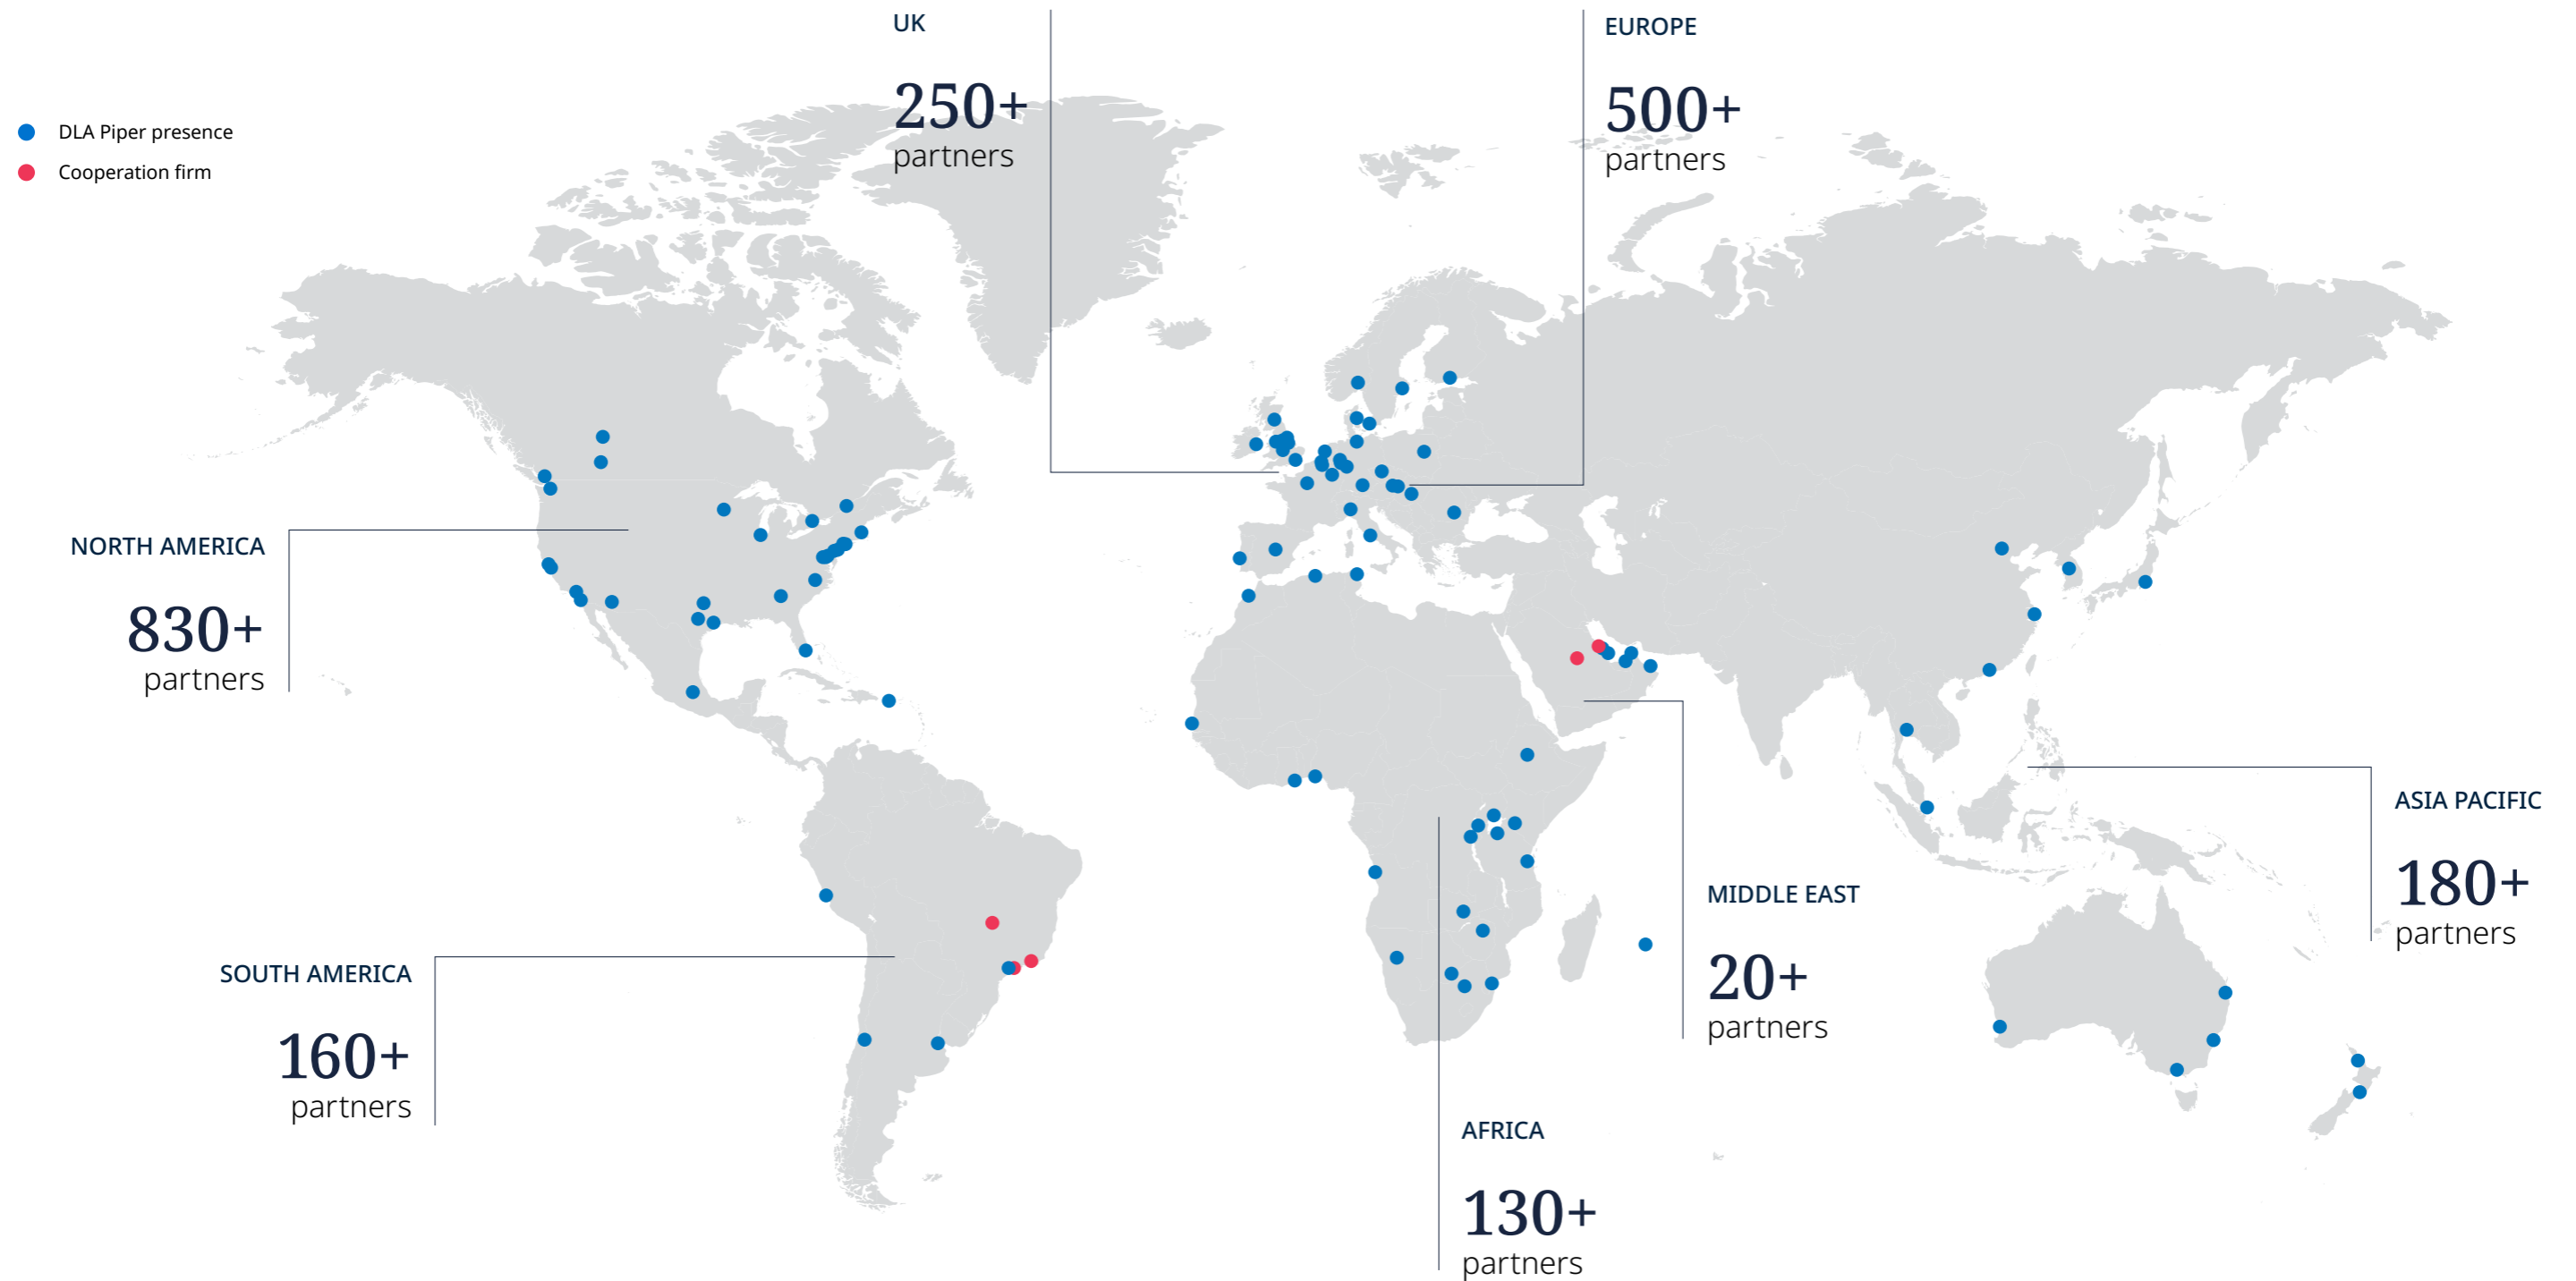 UK
250+
partners
EUROPE
500+
partners
DLA Piper presence
Cooperation firm
NORTH AMERICA
830+
partners
ASIA PACIFIC
180+
partners
MIDDLE EAST
20+
partners
SOUTH AMERICA
160+
partners
AFRICA
130+
partners